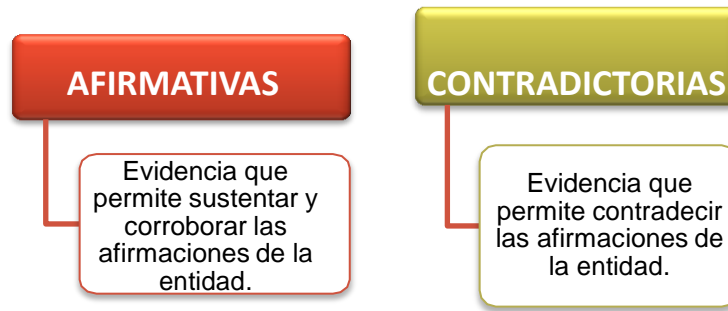 AFIRMATIVAS
Evidencia que
permite sustentar y
corroborar las
afirmaciones de la
entidad.
CONTRADICTORIAS
Evidencia que
permite contradecir
las afirmaciones de
la entidad.